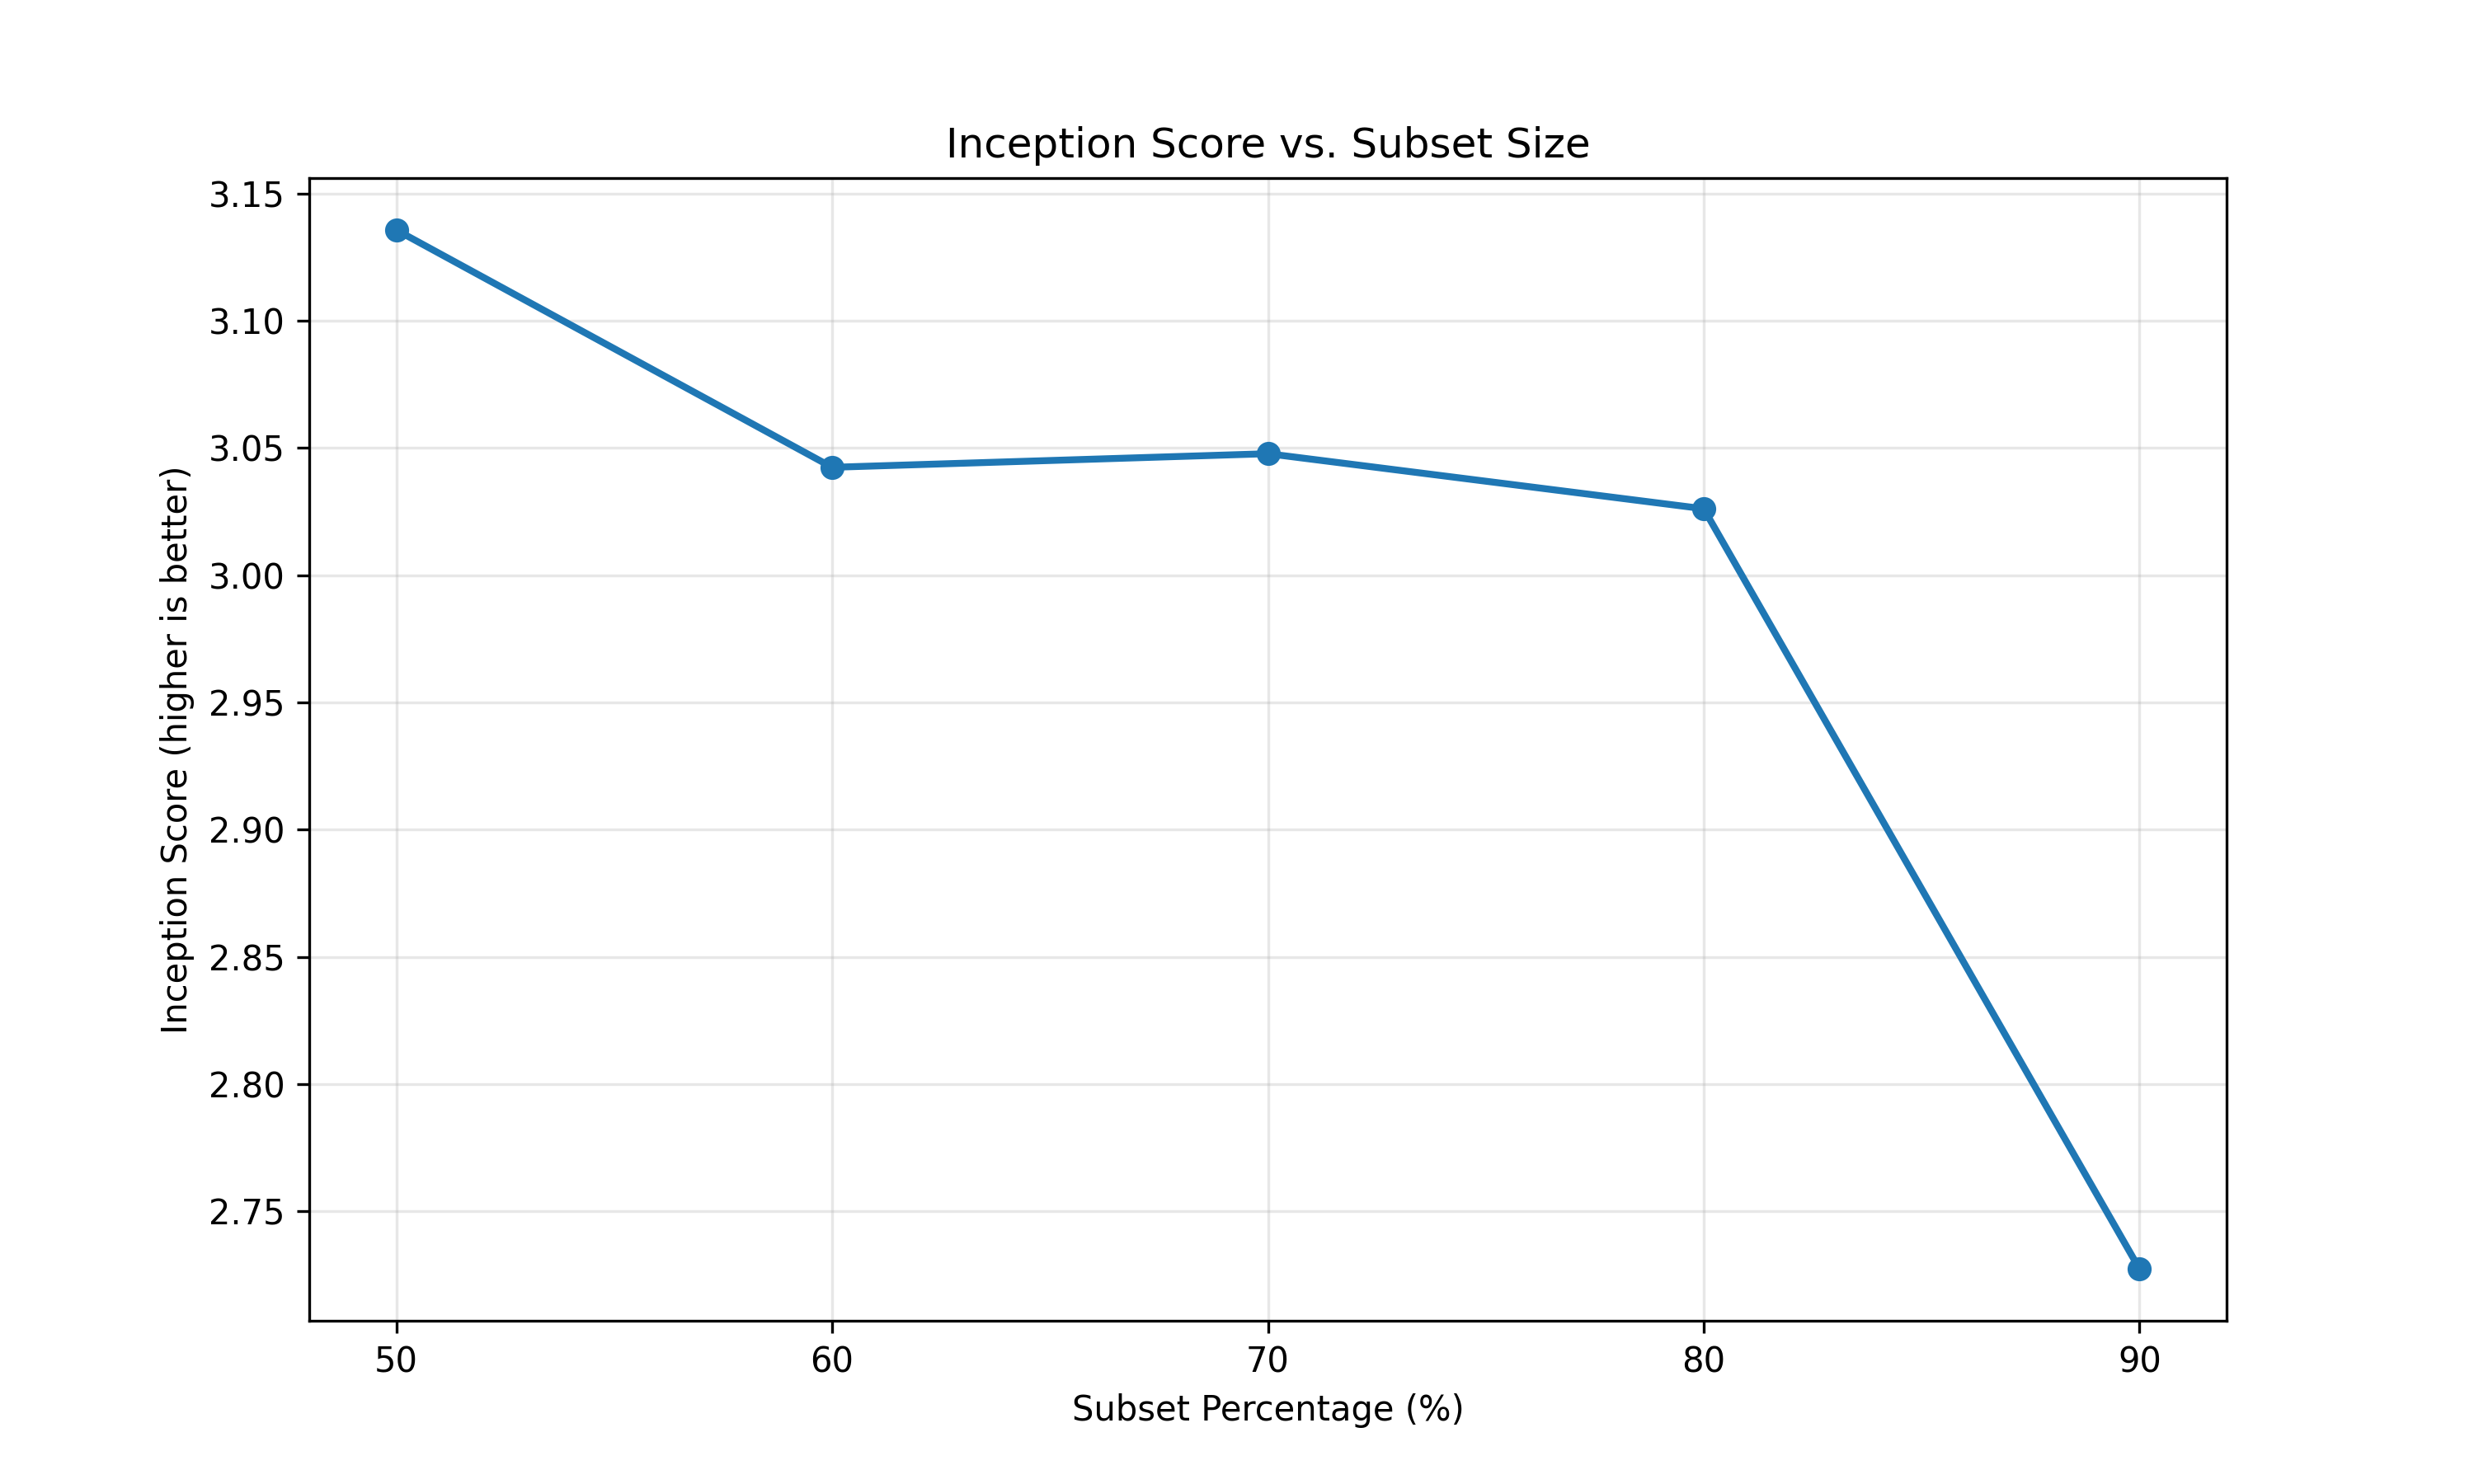 Inception Score vs. Subset Size
Inception Score (higher is better)
3.15
3.10
3.05
3.00
2.95
2.90
2.85
2.80
2.75
50 60 70 80 90
Subset Percentage (%)